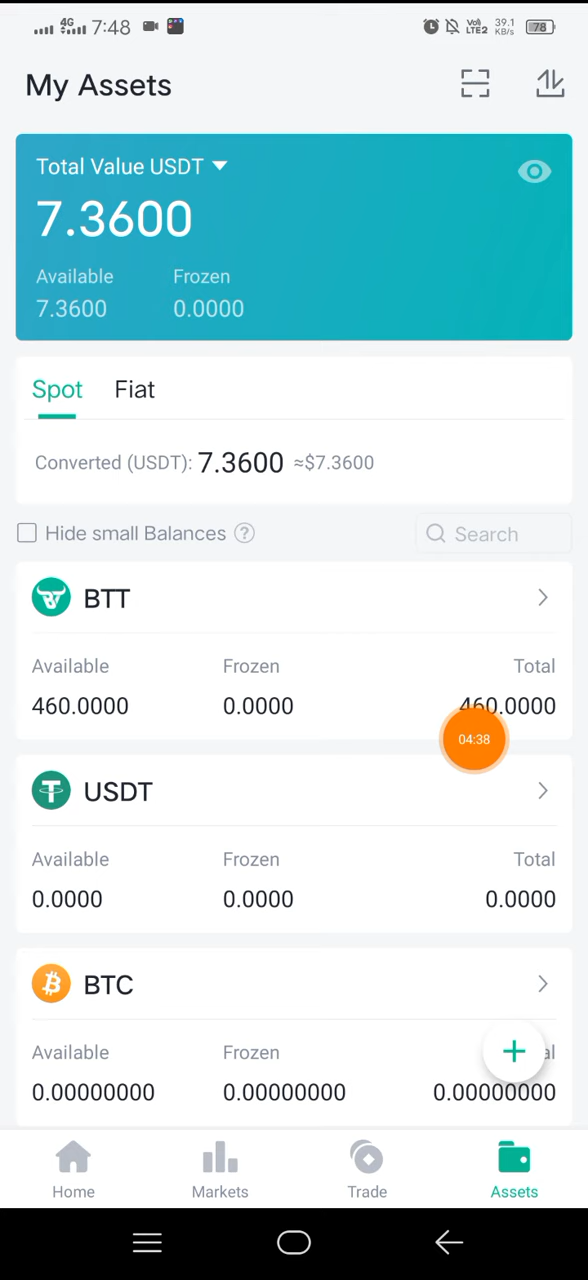 4G 7:48 Vo) LTE2 39.1 KB/s 78
My Assets
Total Value USDT
7.3600
Available Frozen
7.3600 0.0000
Spot Fiat
Converted (USDT): 7.3600 ≈$7.3600
Hide small Balances ? Search
BTT
Available Frozen Total
460.0000 0.0000 460.0000
04:38
USDT
Available Frozen Total
0.0000 0.0000 0.0000
BTC
Available Frozen
0.00000000 0.00000000 0.00000000
Home Markets Trade Assets